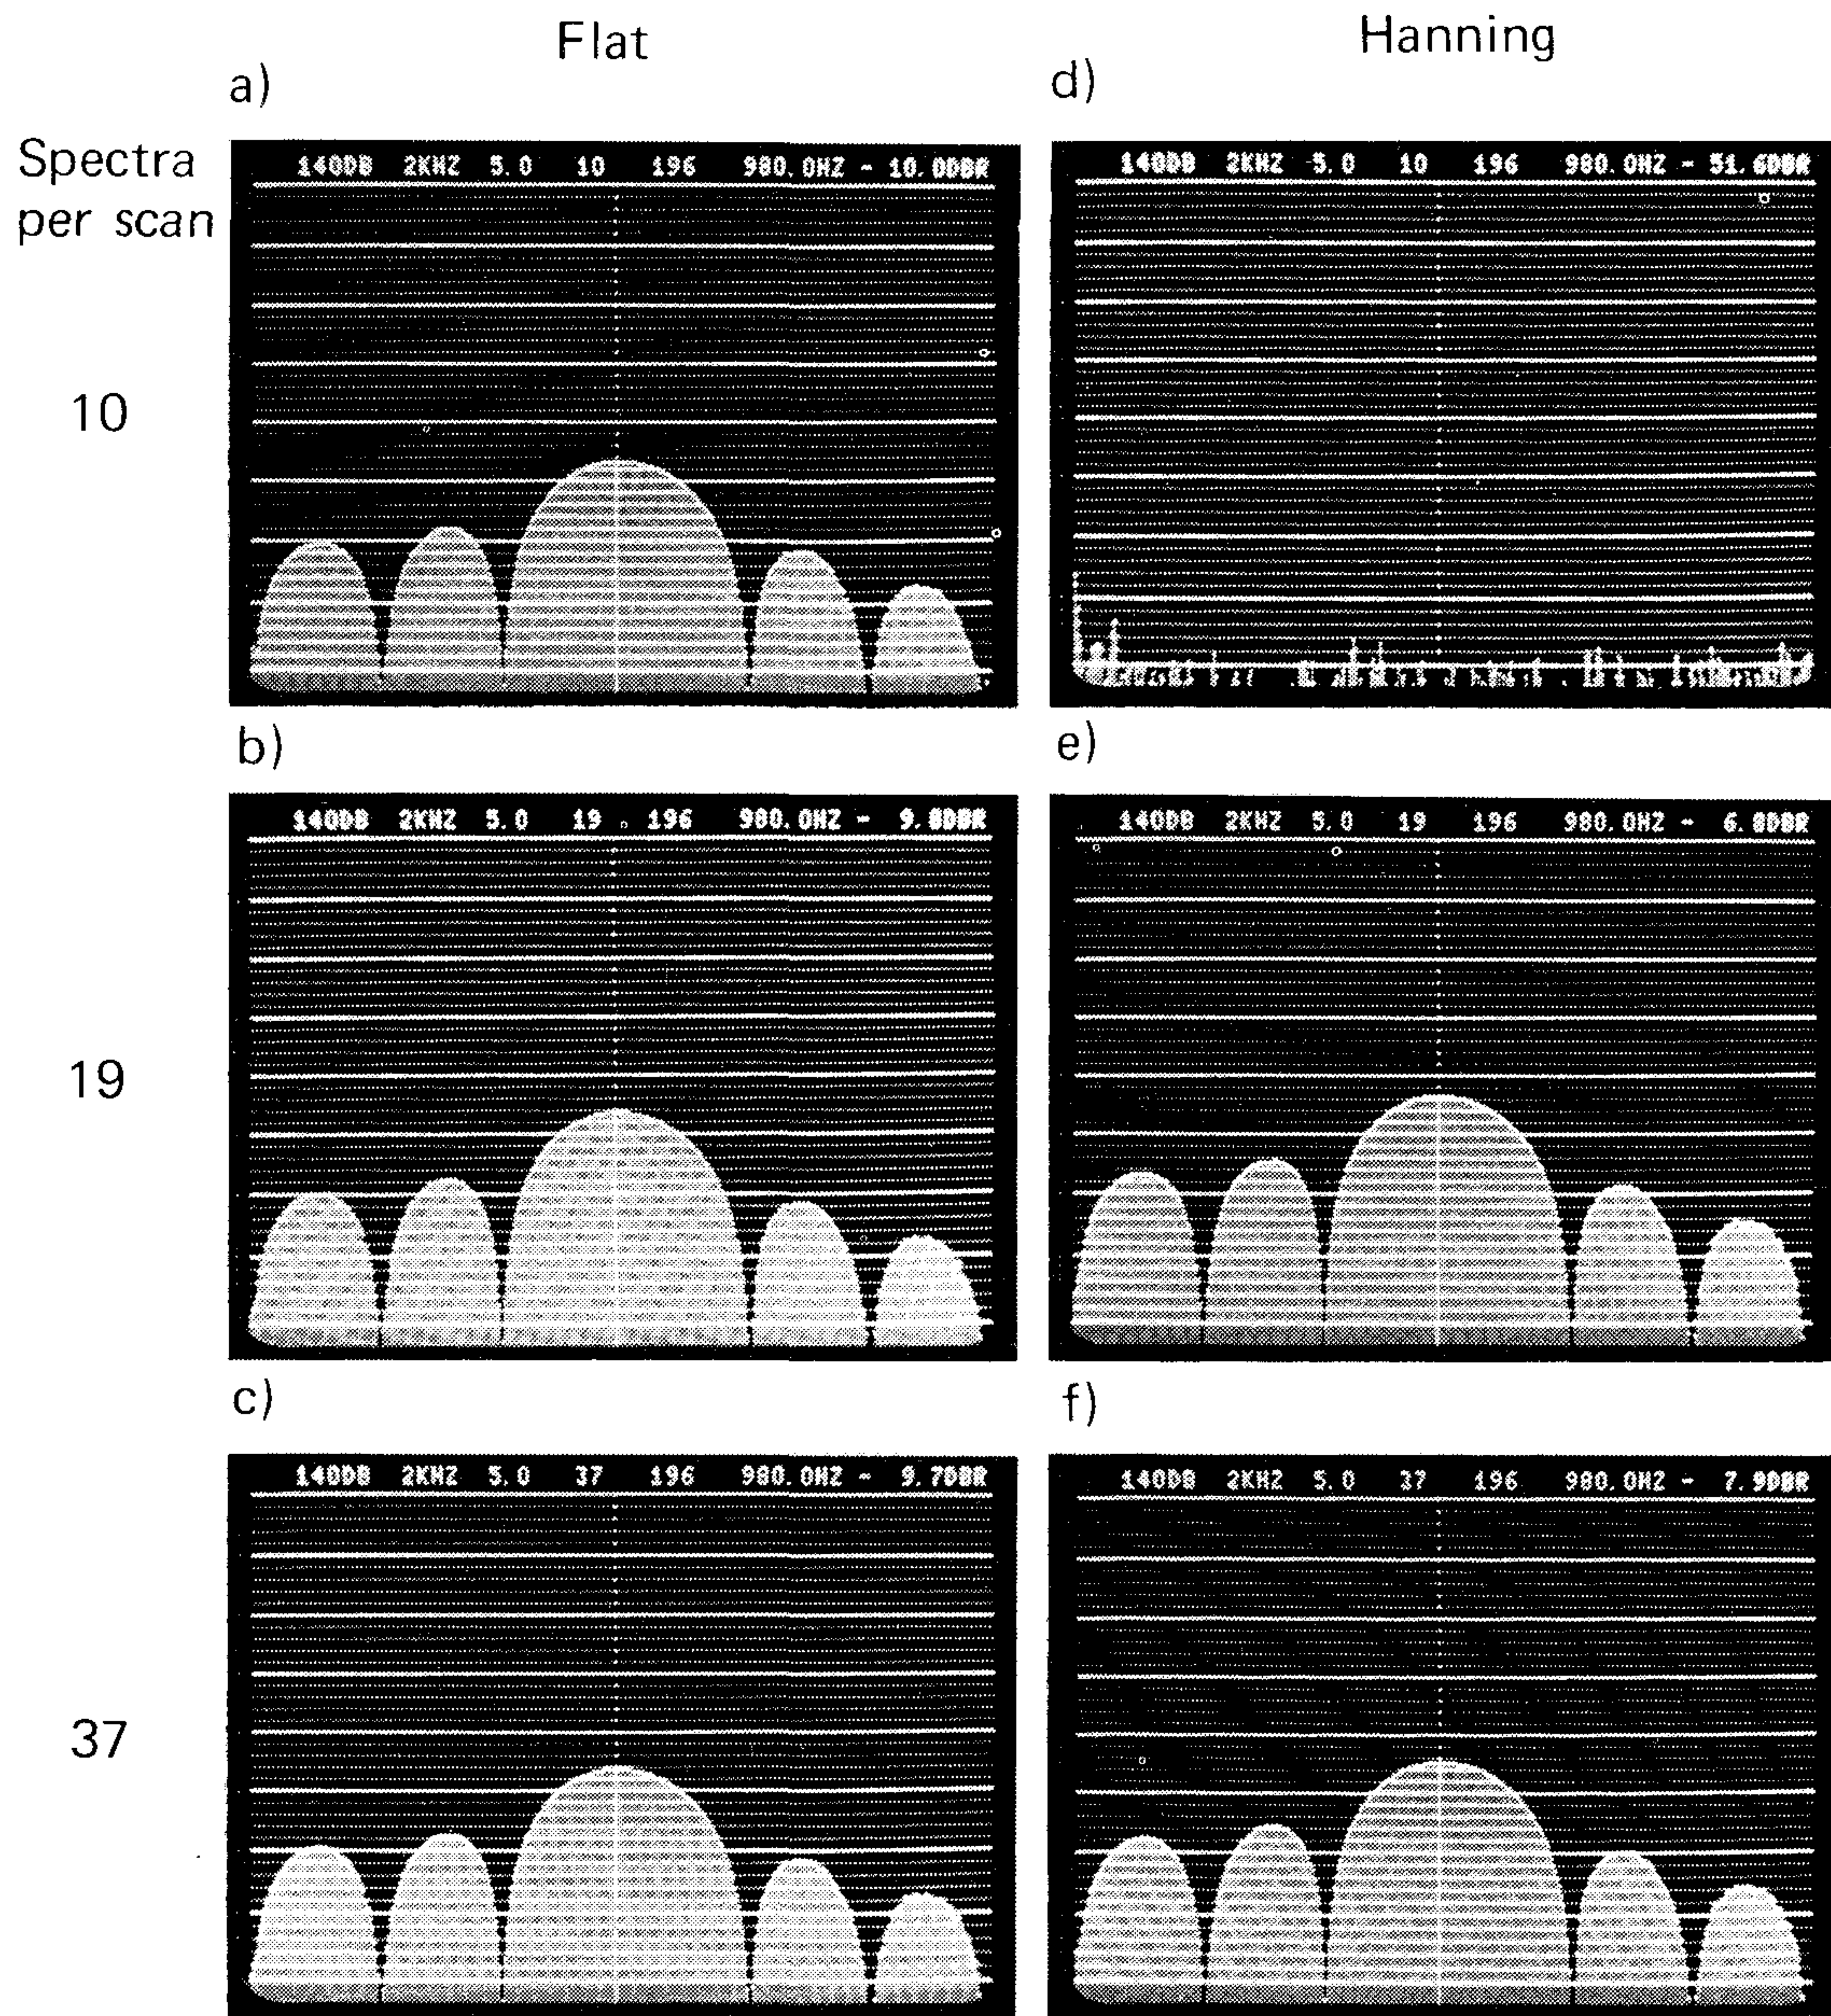 Flat
Hanning
a)
d)
Spectra
per scan
140DB 2KHZ 5.0 10 196 980.0HZ - 10.0DBR
140DB 2KHZ 5.0 10 196 980.0HZ - 51.6DBR
10
b)
e)
140DB 2KHZ 5.0 19 196 980.0HZ - 9.8DBR
140DB 2KHZ 5.0 19 196 980.0HZ - 6.8DBR
19
c)
f)
140DB 2KHZ 5.0 37 196 980.0HZ - 9.7DBR
140DB 2KHZ 5.0 37 196 980.0HZ - 7.9DBR
37